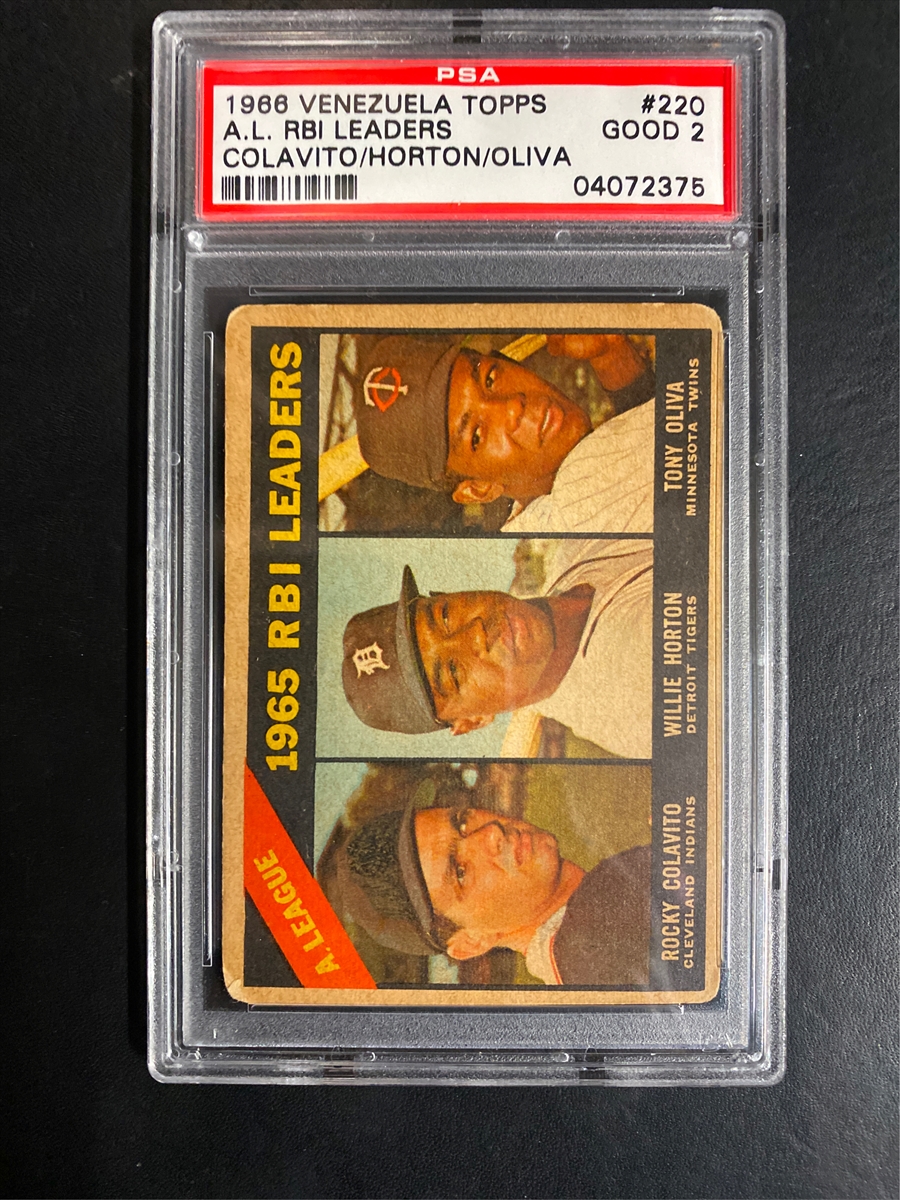 PSA
1966 VENEZUELA TOPPS #220
A.L. RBI LEADERS GOOD 2
COLAVITO/HORTON/OLIVA
04072375
1965 RBI LEADERS
A. LEAGUE
TC
D
ROCKY COLAVITO
CLEVELAND INDIANS
WILLIE HORTON
DETROIT TIGERS
TONY OLIVA
MINNESOTA TWINS